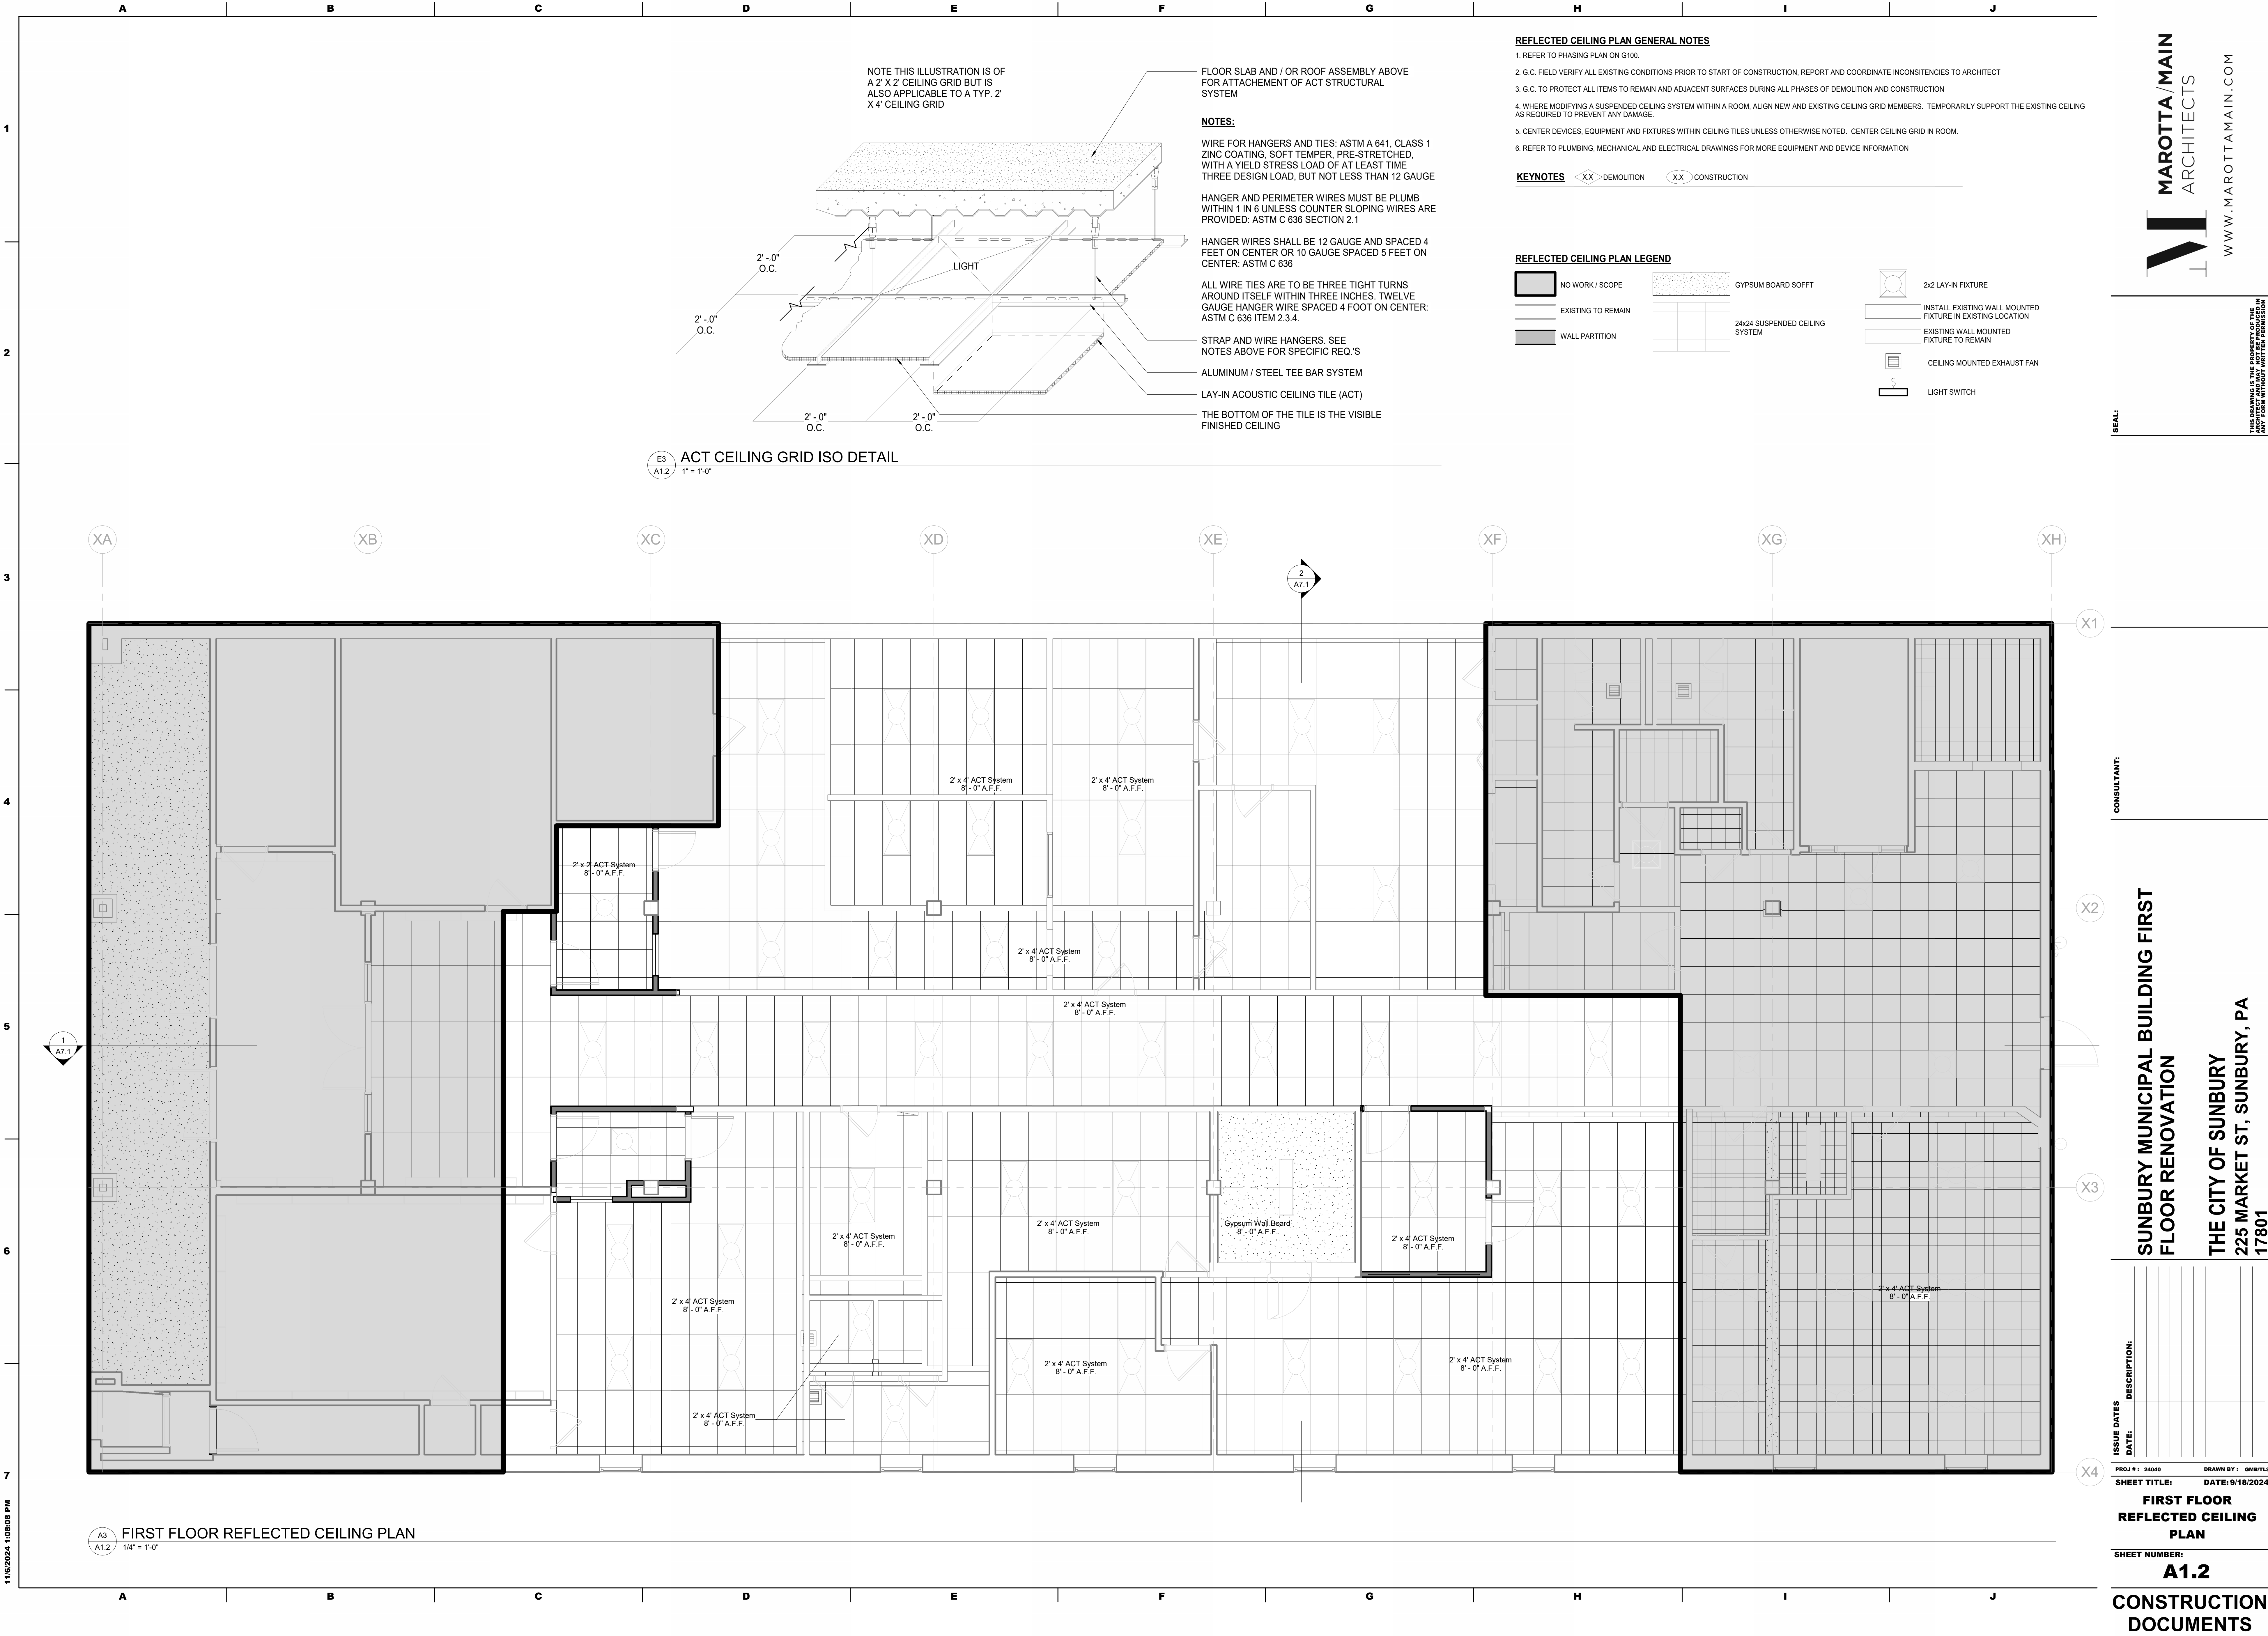 A B C D E F G H I J
NOTE THIS ILLUSTRATION IS OF
A 2' X 2' CEILING GRID BUT IS
ALSO APPLICABLE TO A TYP. 2'
X 4' CEILING GRID
FLOOR SLAB AND / OR ROOF ASSEMBLY ABOVE
FOR ATTACHEMENT OF ACT STRUCTURAL
SYSTEM
NOTES:
WIRE FOR HANGERS AND TIES: ASTM A 641, CLASS 1
ZINC COATING, SOFT TEMPER, PRE-STRETCHED,
WITH A YIELD STRESS LOAD OF AT LEAST TIME
THREE DESIGN LOAD, BUT NOT LESS THAN 12 GAUGE
HANGER AND PERIMETER WIRES MUST BE PLUMB
WITHIN 1 IN 6 UNLESS COUNTER SLOPING WIRES ARE
PROVIDED: ASTM C 636 SECTION 2.1
HANGER WIRES SHALL BE 12 GAUGE AND SPACED 4
FEET ON CENTER OR 10 GAUGE SPACED 5 FEET ON
CENTER: ASTM C 636
ALL WIRE TIES ARE TO BE THREE TIGHT TURNS
AROUND ITSELF WITHIN THREE INCHES. TWELVE
GAUGE HANGER WIRE SPACED 4 FOOT ON CENTER:
ASTM C 636 ITEM 2.3.4.
STRAP AND WIRE HANGERS. SEE
NOTES ABOVE FOR SPECIFIC REQ.'S
ALUMINUM / STEEL TEE BAR SYSTEM
LAY-IN ACOUSTIC CEILING TILE (ACT)
THE BOTTOM OF THE TILE IS THE VISIBLE
FINISHED CEILING
LIGHT
2' - 0"
O.C.
2' - 0"
O.C.
2' - 0"
O.C.
2' - 0"
O.C.
E3
A1.2
ACT CEILING GRID ISO DETAIL
1" = 1'-0"
REFLECTED CEILING PLAN GENERAL NOTES
1. REFER TO PHASING PLAN ON G100.
2. G.C. FIELD VERIFY ALL EXISTING CONDITIONS PRIOR TO START OF CONSTRUCTION, REPORT AND COORDINATE INCONSITENCIES TO ARCHITECT
3. G.C. TO PROTECT ALL ITEMS TO REMAIN AND ADJACENT SURFACES DURING ALL PHASES OF DEMOLITION AND CONSTRUCTION
4. WHERE MODIFYING A SUSPENDED CEILING SYSTEM WITHIN A ROOM, ALIGN NEW AND EXISTING CEILING GRID MEMBERS. TEMPORARILY SUPPORT THE EXISTING CEILING
AS REQUIRED TO PREVENT ANY DAMAGE.
5. CENTER DEVICES, EQUIPMENT AND FIXTURES WITHIN CEILING TILES UNLESS OTHERWISE NOTED. CENTER CEILING GRID IN ROOM.
6. REFER TO PLUMBING, MECHANICAL AND ELECTRICAL DRAWINGS FOR MORE EQUIPMENT AND DEVICE INFORMATION
KEYNOTES X.X DEMOLITION X.X CONSTRUCTION
REFLECTED CEILING PLAN LEGEND
NO WORK / SCOPE
EXISTING TO REMAIN
WALL PARTITION
GYPSUM BOARD SOFFT
24x24 SUSPENDED CEILING
SYSTEM
2x2 LAY-IN FIXTURE
INSTALL EXISTING WALL MOUNTED
FIXTURE IN EXISTING LOCATION
EXISTING WALL MOUNTED
FIXTURE TO REMAIN
CEILING MOUNTED EXHAUST FAN
S
LIGHT SWITCH
1
2
3
4
5
6
7
XA XB XC XD XE XF XG XH
2
A7.1
X1
X2
X3
X4
1
A7.1
2' x 4' ACT System
8' - 0" A.F.F.
2' x 4' ACT System
8' - 0" A.F.F.
2' x 2' ACT System
8' - 0" A.F.F.
2' x 4' ACT System
8' - 0" A.F.F.
2' x 4' ACT System
8' - 0" A.F.F.
2' x 4' ACT System
8' - 0" A.F.F.
2' x 4' ACT System
8' - 0" A.F.F.
Gypsum Wall Board
8' - 0" A.F.F.
2' x 4' ACT System
8' - 0" A.F.F.
2' x 4' ACT System
8' - 0" A.F.F.
2' x 4' ACT System
8' - 0" A.F.F.
2' x 4' ACT System
8' - 0" A.F.F.
2' x 4' ACT System
8' - 0" A.F.F.
2' x 4' ACT System
8' - 0" A.F.F.
A3
A1.2
FIRST FLOOR REFLECTED CEILING PLAN
1/4" = 1'-0"
11/6/2024 1:08:08 PM
A B C D E F G H I J
MAROTTA/MAIN
ARCHITECTS
WWW.MAROTTAMAIN.COM
SEAL:
THIS DRAWING IS THE PROPERTY OF THE
ARCHITECT AND MAY NOT BE PRODUCED IN
ANY FORM WITHOUT WRITTEN PERMISSION
CONSULTANT:
SUNBURY MUNICIPAL BUILDING FIRST
FLOOR RENOVATION
THE CITY OF SUNBURY
225 MARKET ST, SUNBURY, PA
17801
ISSUE DATES
DATE: DESCRIPTION:
PROJ # : 24040 DRAWN BY : GMB/TLD
SHEET TITLE: DATE: 9/18/2024
FIRST FLOOR
REFLECTED CEILING
PLAN
SHEET NUMBER:
A1.2
CONSTRUCTION
DOCUMENTS